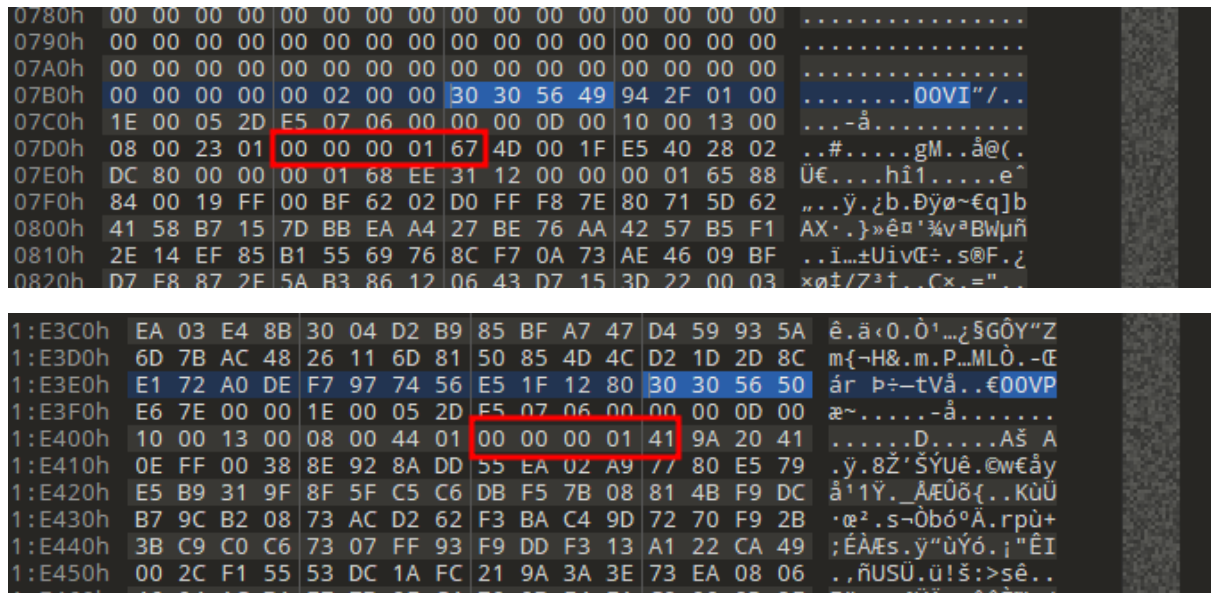 0780h 00 00 00 00 00 00 00 00 00 00 00 00 00 00 00 00 ................
0790h 00 00 00 00 00 00 00 00 00 00 00 00 00 00 00 00 ................
07A0h 00 00 00 00 00 00 00 00 00 00 00 00 00 00 00 00 ................
07B0h 00 00 00 00 00 02 00 00 30 30 56 49 94 2F 01 00 ........00VI"/..
07C0h 1E 00 05 2D E5 07 06 00 00 00 0D 00 10 00 13 00 ...-å...........
07D0h 08 00 23 01 00 00 00 01 67 4D 00 1F E5 40 28 02 ..#.....gM..å@(.
07E0h DC 80 00 00 00 01 68 EE 31 12 00 00 00 01 65 88 Ü€....hî1.....eˆ
07F0h 84 00 19 FF 00 BF 62 02 D0 FF F8 7E 80 71 5D 62 „..ÿ.¿b.Ðÿø~€q]b
0800h 41 58 B7 15 7D BB EA A4 27 BE 76 AA 42 57 B5 F1 AX·.}»ê¤'¾vªBWµñ
0810h 2E 14 EF 85 B1 55 69 76 8C F7 0A 73 AE 46 09 BF ..ï…±UivŒ÷.s®F.¿
0820h D7 E8 87 2F 5A B3 86 12 06 43 D7 15 3D 22 00 03 ×è‡/Z³†..C×.="..
1:E3C0h EA 03 E4 8B 30 04 D2 B9 85 BF A7 47 D4 59 93 5A ê.ä‹0.Ò¹…¿§GÔY“Z
1:E3D0h 6D 7B AC 48 26 11 6D 81 50 85 4D 4C D2 1D 2D 8C m{¬H&.m.P…MLÒ.-Œ
1:E3E0h E1 72 A0 DE F7 97 74 56 E5 1F 12 80 30 30 56 50 ár Þ÷—tVå..€00VP
1:E3F0h E6 7E 00 00 1E 00 05 2D E5 07 06 00 00 00 0D 00 æ~.....-å.......
1:E400h 10 00 13 00 08 00 44 01 00 00 00 01 41 9A 20 41 ......D.....Aš A
1:E410h 0E FF 00 38 8E 92 8A DD 55 EA 02 A9 77 80 E5 79 .ÿ.8Ž’ŠÝUê.©w€åy
1:E420h E5 B9 31 9F 8F 5F C5 C6 DB F5 7B 08 81 4B F9 DC å¹1Ÿ._ÅÆÛõ{..KùÜ
1:E430h B7 9C B2 08 73 AC D2 62 F3 BA C4 9D 72 70 F9 2B ·œ².s¬ÒbóºÄ.rpù+
1:E440h 3B C9 C0 C6 73 07 FF 93 F9 DD F3 13 A1 22 CA 49 ;ÉÀÆs.ÿ“ùÝó.¡"ÊI
1:E450h 00 2C F1 55 53 DC 1A FC 21 9A 3A 3E 73 EA 08 06 .,ñUSÜ.ü!š:>sê..